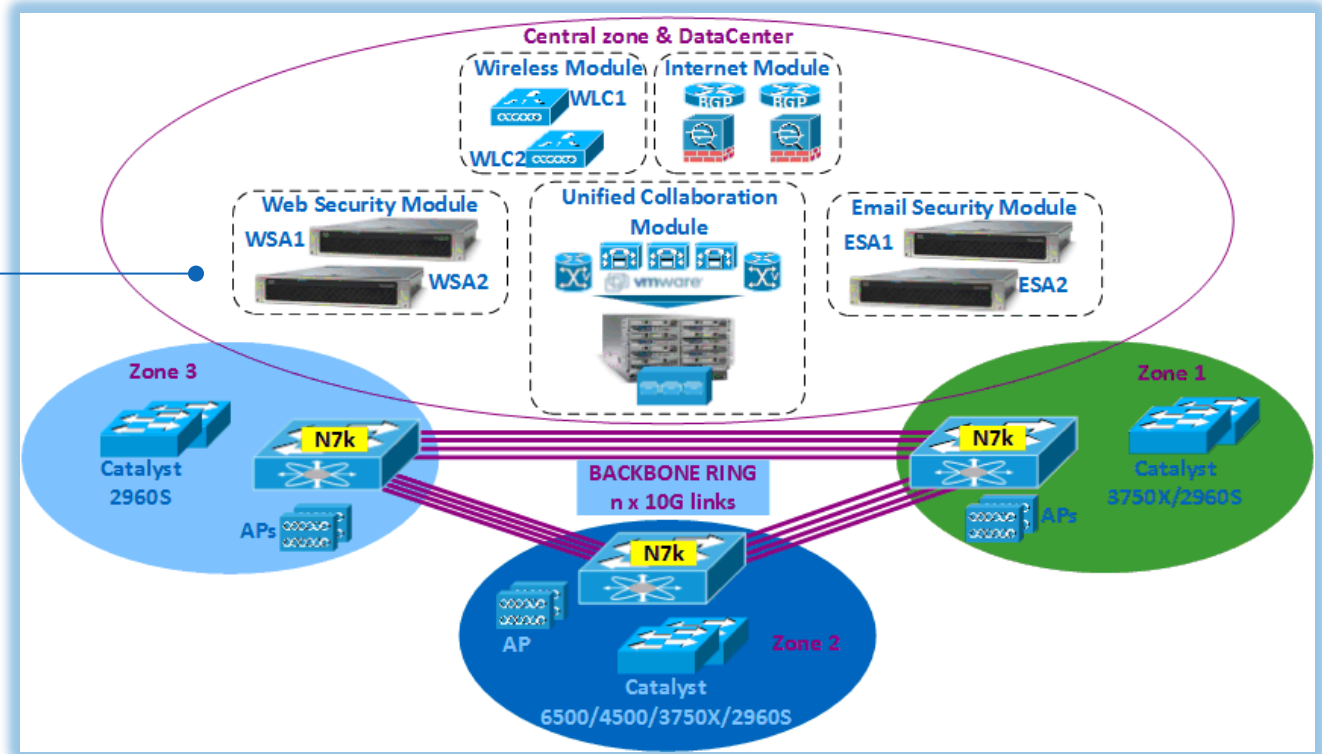 Central zone & DataCenter
Wireless Module
WLC1
WLC2
Internet Module
BGP
BGP
Web Security Module
WSA1
WSA2
Unified Collaboration
Module
vmware
Email Security Module
ESA1
ESA2
Zone 3
N7k
Catalyst
2960S
APs
BACKBONE RING
n x 10G links
Zone 1
N7k
Catalyst
3750X/2960S
APs
N7k
AP
Zone 2
Catalyst
6500/4500/3750X/2960S